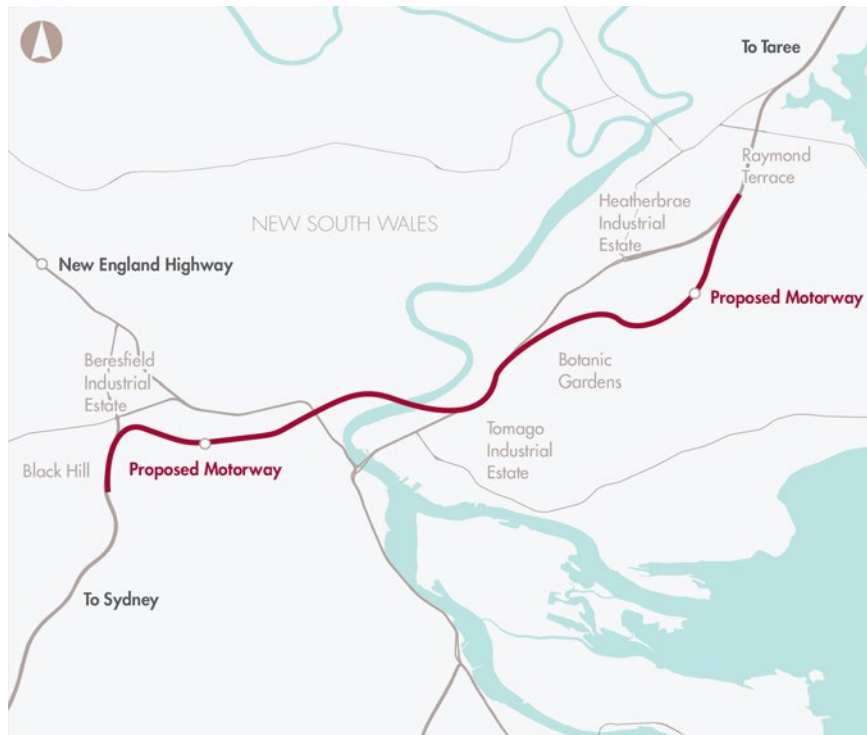 To Taree
Raymond
Terrace
Heatherbrae
Industrial
Estate
NEW SOUTH WALES
New England Highway
Proposed Motorway
Beresfield
Industrial
Estate
Botanic
Gardens
Tomago
Industrial
Estate
Black Hill
Proposed Motorway
To Sydney